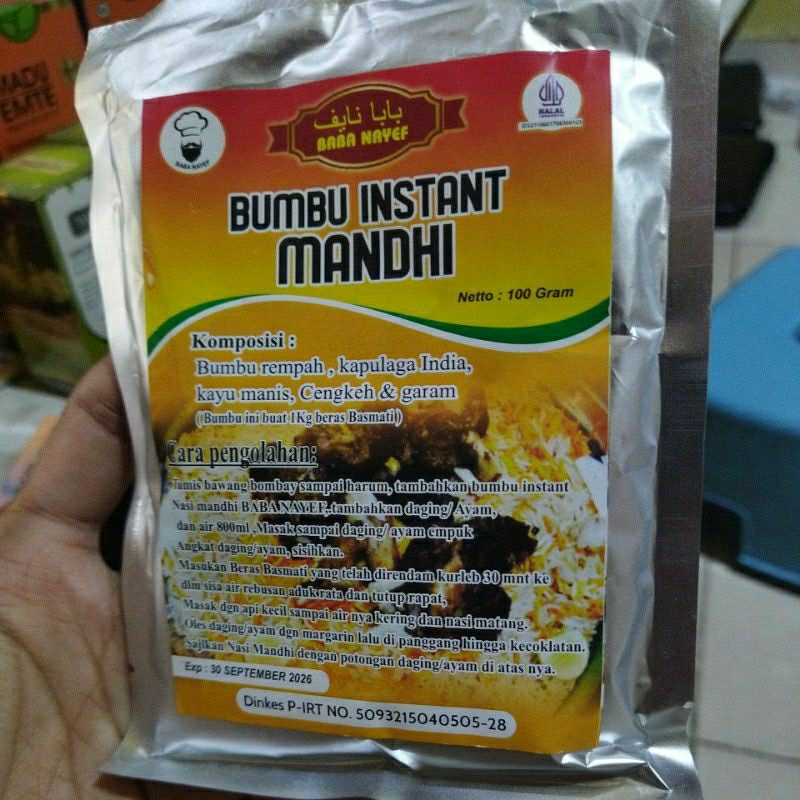 MADU
بابا نايف
BABA NAYEF
BABA NAYEF
HALAL
INDONESIA
BUMBU INSTANT
MANDHI
Netto : 100 Gram
Komposisi :
Bumbu rempah , kapulaga India,
kayu manis, Cengkeh & garam
(Bumbu ini buat 1Kg beras Basmati)
Cara pengolahan:
Tumis bawang bombay sampai harum, tambahkan bumbu instant
Nasi mandhi BABA NAYEF,.tambahkan daging/ Ayam,
dan air 800ml ,Masak sampai daging/ ayam empuk
Angkat daging/ayam, sisihkan.
Masukan Beras Basmati yang telah direndam kurleb 30 mnt ke
dlm sisa air rebusan aduk rata dan tutup rapat,
Masak dgn api kecil sampai air nya kering dan nasi matang.
Oles daging/ayam dgn margarin lalu di panggang hingga kecoklatan.
Sajikan Nasi Mandhi dengan potongan daging/ayam di atas nya.
Exp : 30 SEPTEMBER 2026
Dinkes P-IRT NO. 5093215040505-28